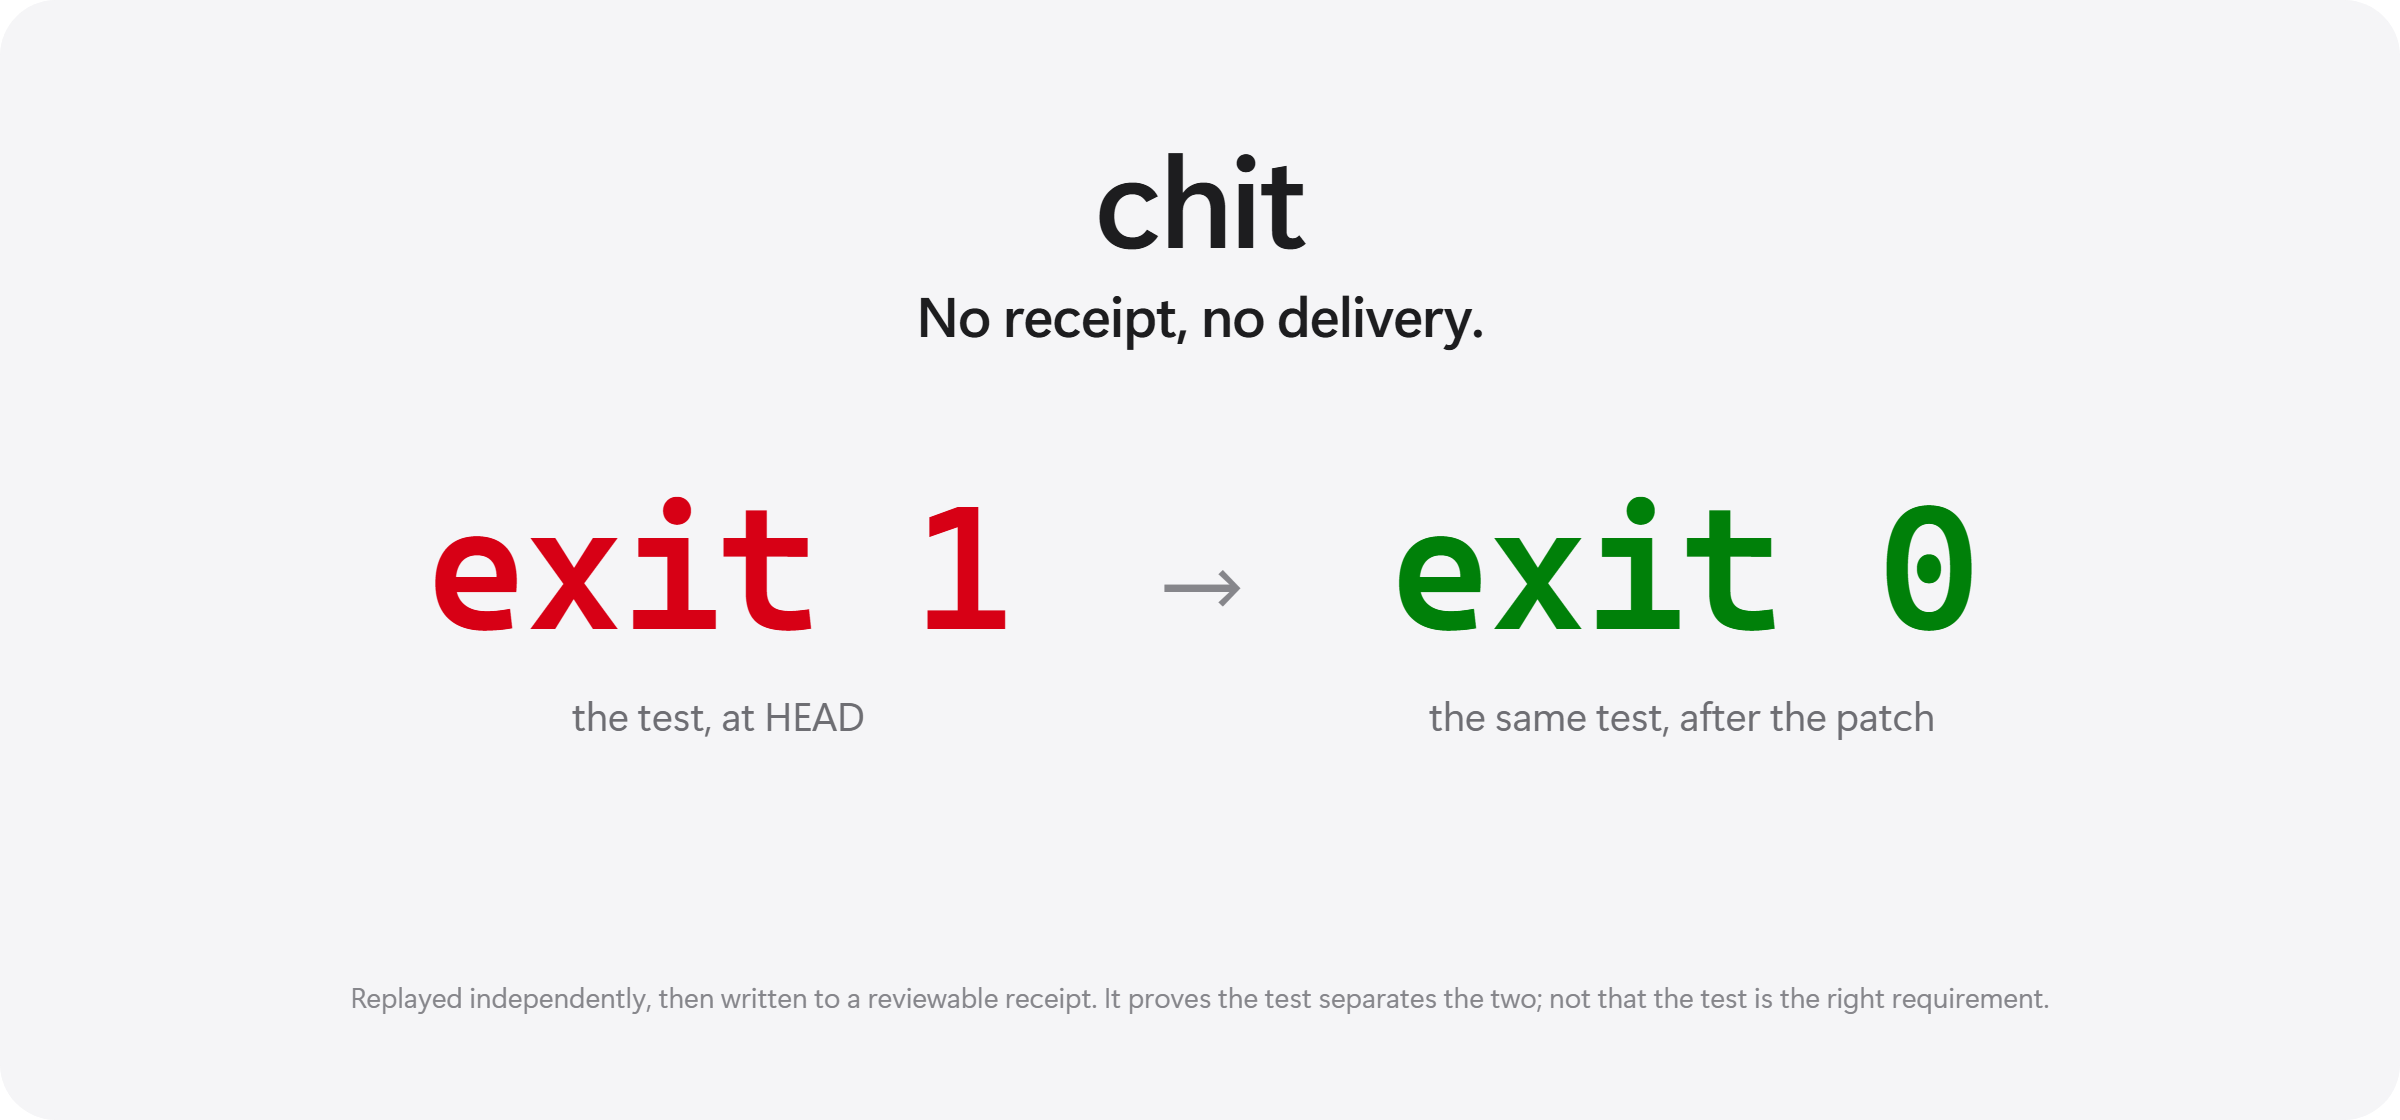 chit
No receipt, no delivery.
exit 1 → exit 0
the test, at HEAD
the same test, after the patch
Replayed independently, then written to a reviewable receipt. It proves the test separates the two; not that the test is the right requirement.